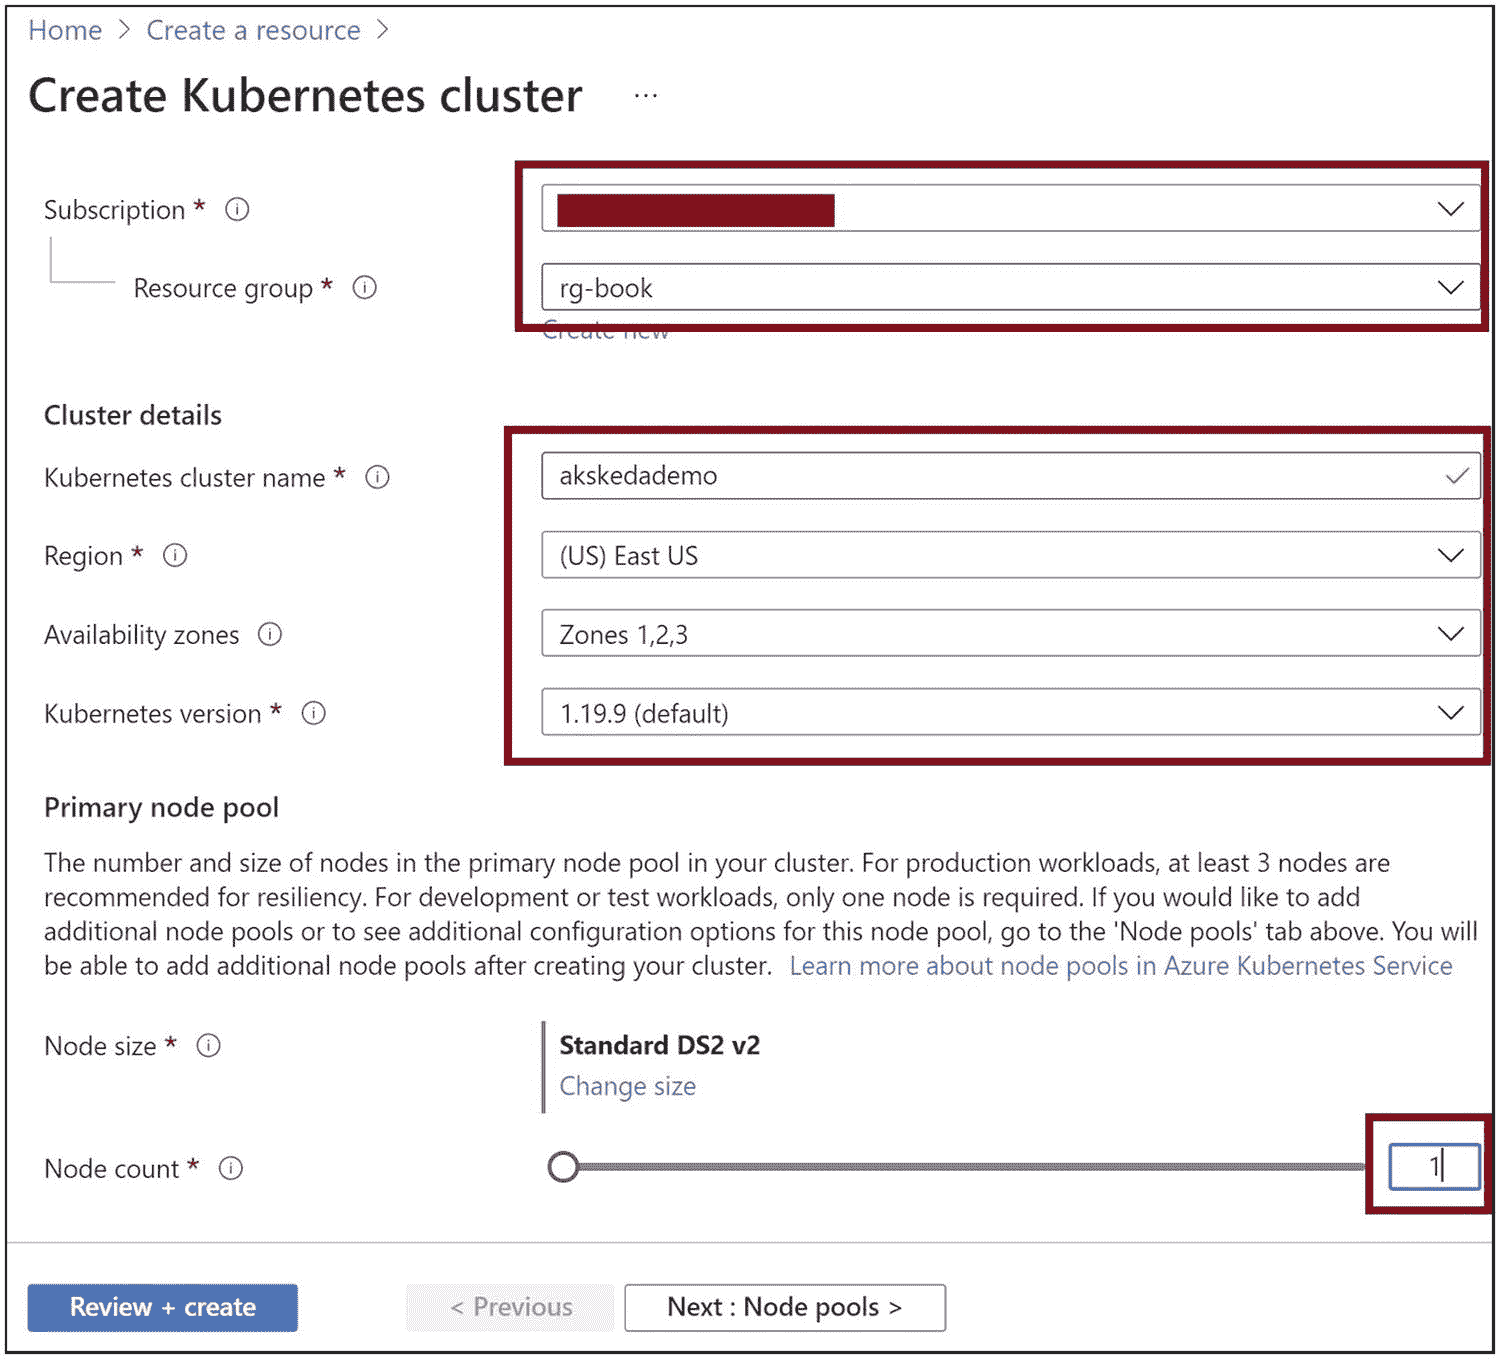 Home > Create a resource >
Create Kubernetes cluster ...
Subscription *
Resource group * rg-book
Create new
Cluster details
Kubernetes cluster name * akskedademo
Region * (US) East US
Availability zones Zones 1,2,3
Kubernetes version * 1.19.9 (default)
Primary node pool
The number and size of nodes in the primary node pool in your cluster. For production workloads, at least 3 nodes are
recommended for resiliency. For development or test workloads, only one node is required. If you would like to add
additional node pools or to see additional configuration options for this node pool, go to the 'Node pools' tab above. You will
be able to add additional node pools after creating your cluster. Learn more about node pools in Azure Kubernetes Service
Node size * Standard DS2 v2
Change size
Node count * 1
Review + create < Previous Next : Node pools >